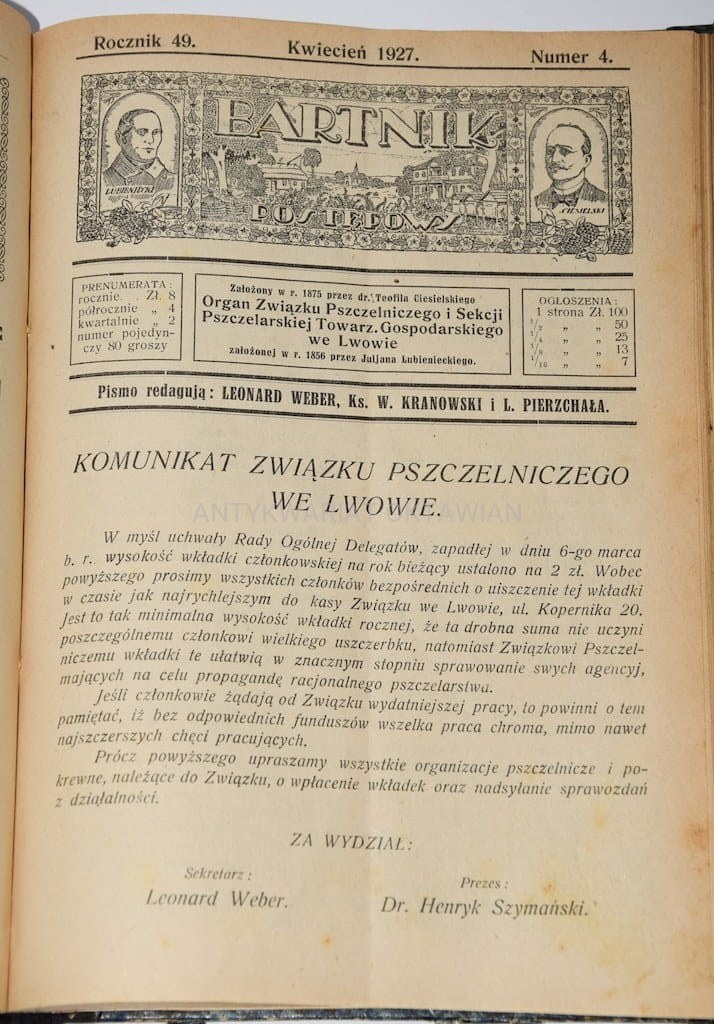 Rocznik 49. Kwiecień 1927. Numer 4.
BARTNIK
POSTĘPOWY
LUBIENIECKI
CIESIELSKI
PRENUMERATA:
rocznie. . Zł. 8
półrocznie „ 4
kwartalnie „ 2
numer pojedyn-
czy 80 groszy
Założony w r. 1875 przez dr. Teofila Ciesielskiego
Organ Związku Pszczelniczego i Sekcji
Pszczelarskiej Towarz. Gospodarskiego
we Lwowie
założonej w r. 1856 przez Juljana Lubienieckiego.
OGŁOSZENIA:
1 strona Zł. 100
1/2 „ „ 50
1/4 „ „ 25
1/8 „ „ 13
1/16 „ „ 7
Pismo redagują: LEONARD WEBER, Ks. W. KRANOWSKI i L. PIERZCHAŁA.
KOMUNIKAT ZWIĄZKU PSZCZELNICZEGO
WE LWOWIE.
W myśl uchwały Rady Ogólnej Delegatów, zapadłej w dniu 6-go marca
b. r. wysokość wkładki członkowskiej na rok bieżący ustalono na 2 zł. Wobec
powyższego prosimy wszystkich członków bezpośrednich o uiszczenie tej wkładki
w czasie jak najrychlejszym do kasy Związku we Lwowie, ul. Kopernika 20.
Jest to tak minimalna wysokość wkładki rocznej, że ta drobna suma nie uczyni
poszczególnemu członkowi wielkiego uszczerbku, natomiast Związkowi Pszczel-
niczemu wkładki te ułatwią w znacznym stopniu sprawowanie swych agencyj,
mających na celu propagandę racjonalnego pszczelarstwa.
Jeśli członkowie żądają od Związku wydatniejszej pracy, to powinni o tem
pamiętać, iż bez odpowiednich funduszów wszelka praca chroma, mimo nawet
najszczerszych chęci pracujących.
Prócz powyższego upraszamy wszystkie organizacje pszczelnicze i po-
krewne, należące do Związku, o wpłacenie wkładek oraz nadsyłanie sprawozdań
z działalności.
ZA WYDZIAŁ:
Sekretarz:
Leonard Weber.
Prezes:
Dr. Henryk Szymański.